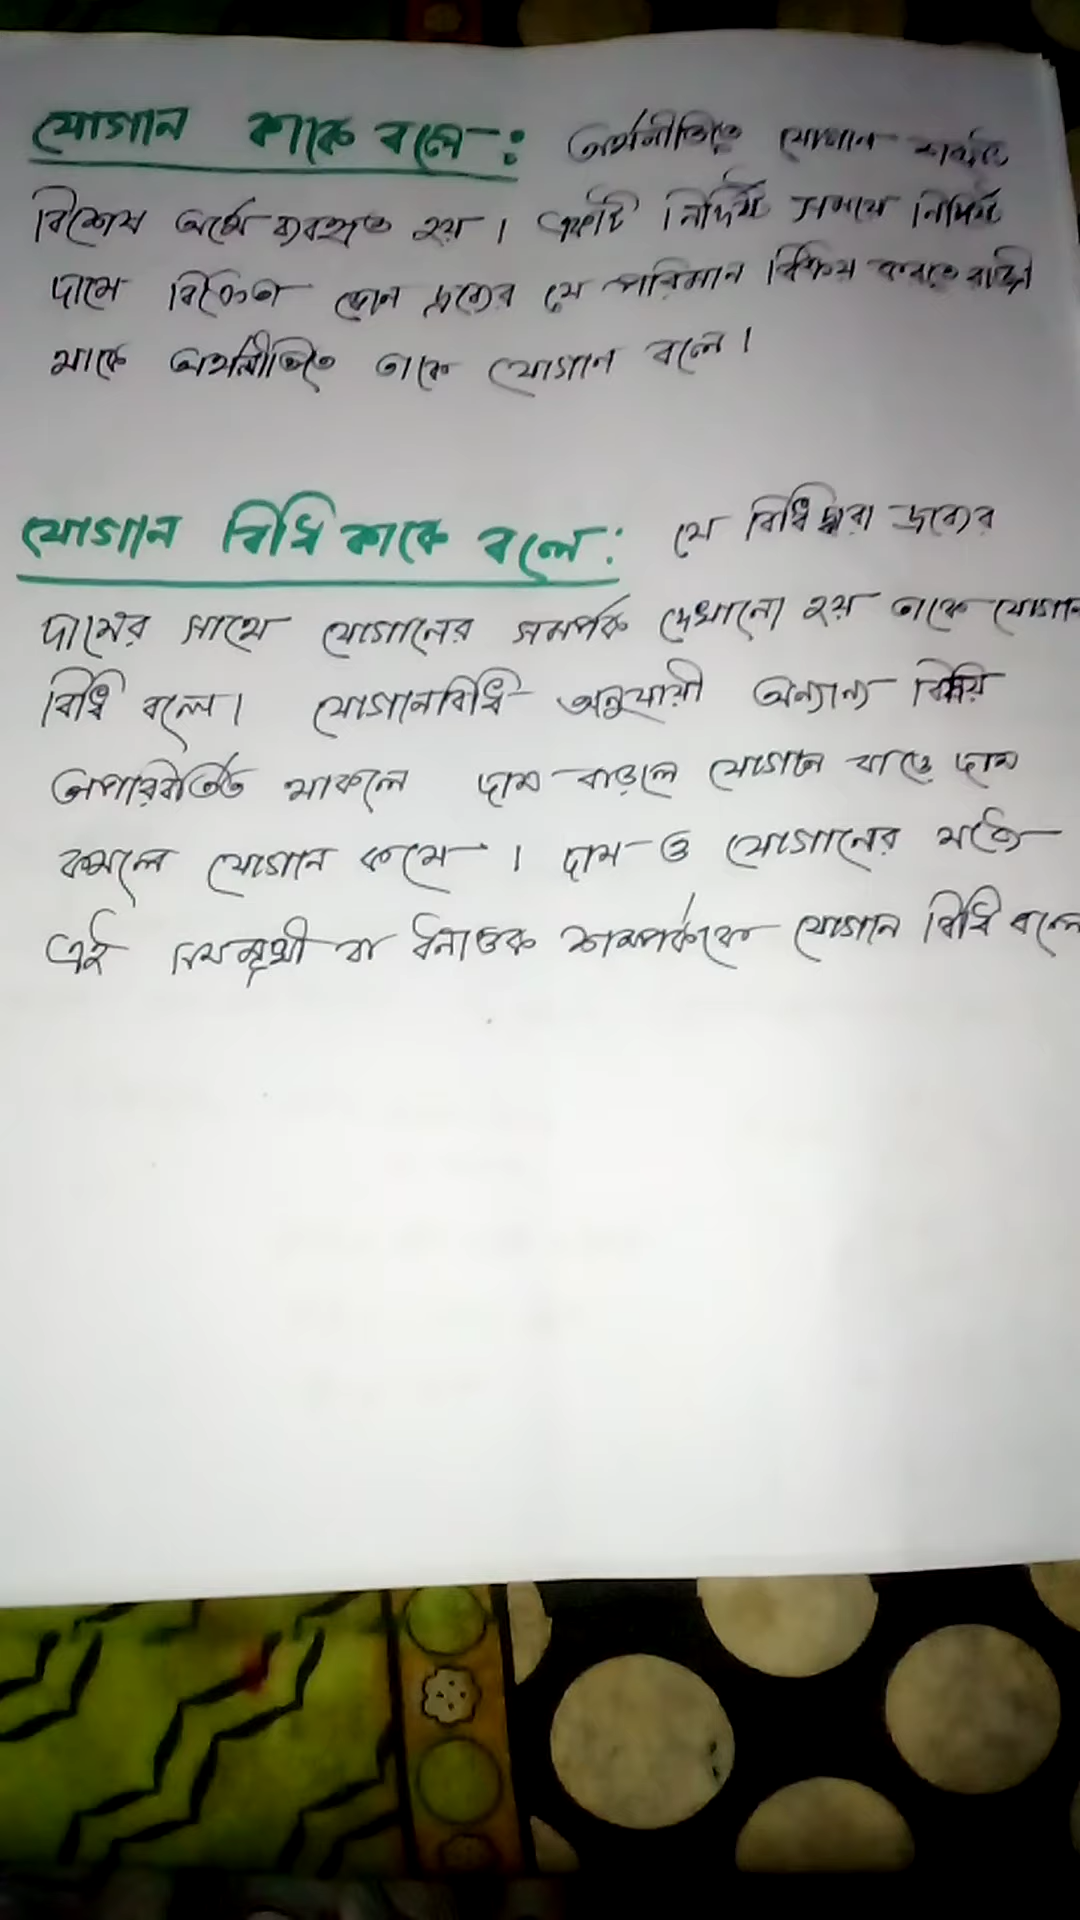 যোগান কাকে বলে : অর্থনীতিতে যোগান শব্দটি
বিশেষ অর্থে ব্যবহৃত হয় । একটি নির্দিষ্ট সময়ে নির্দিষ্ট
দামে বিক্রেতা কোন দ্রব্যের যে পরিমান বিক্রয় করতে রাজী
থাকে অর্থনীতিতে তাকে যোগান বলে ।
যোগান বিধি কাকে বলে : যে বিধি দ্বারা দ্রব্যের
দামের সাথে যোগানের সম্পর্ক দেখানো হয় তাকে যোগান
বিধি বলে । যোগানবিধি অনুযায়ী অন্যান্য বিষয়
অপরিবর্তিত থাকলে দাম বাড়লে যোগান বাড়ে দাম
কমলে যোগান কমে । দাম ও যোগানের মধ্যে
এই সমমুখী বা ধনাত্তক সম্পর্ককে যোগান বিধি বলে